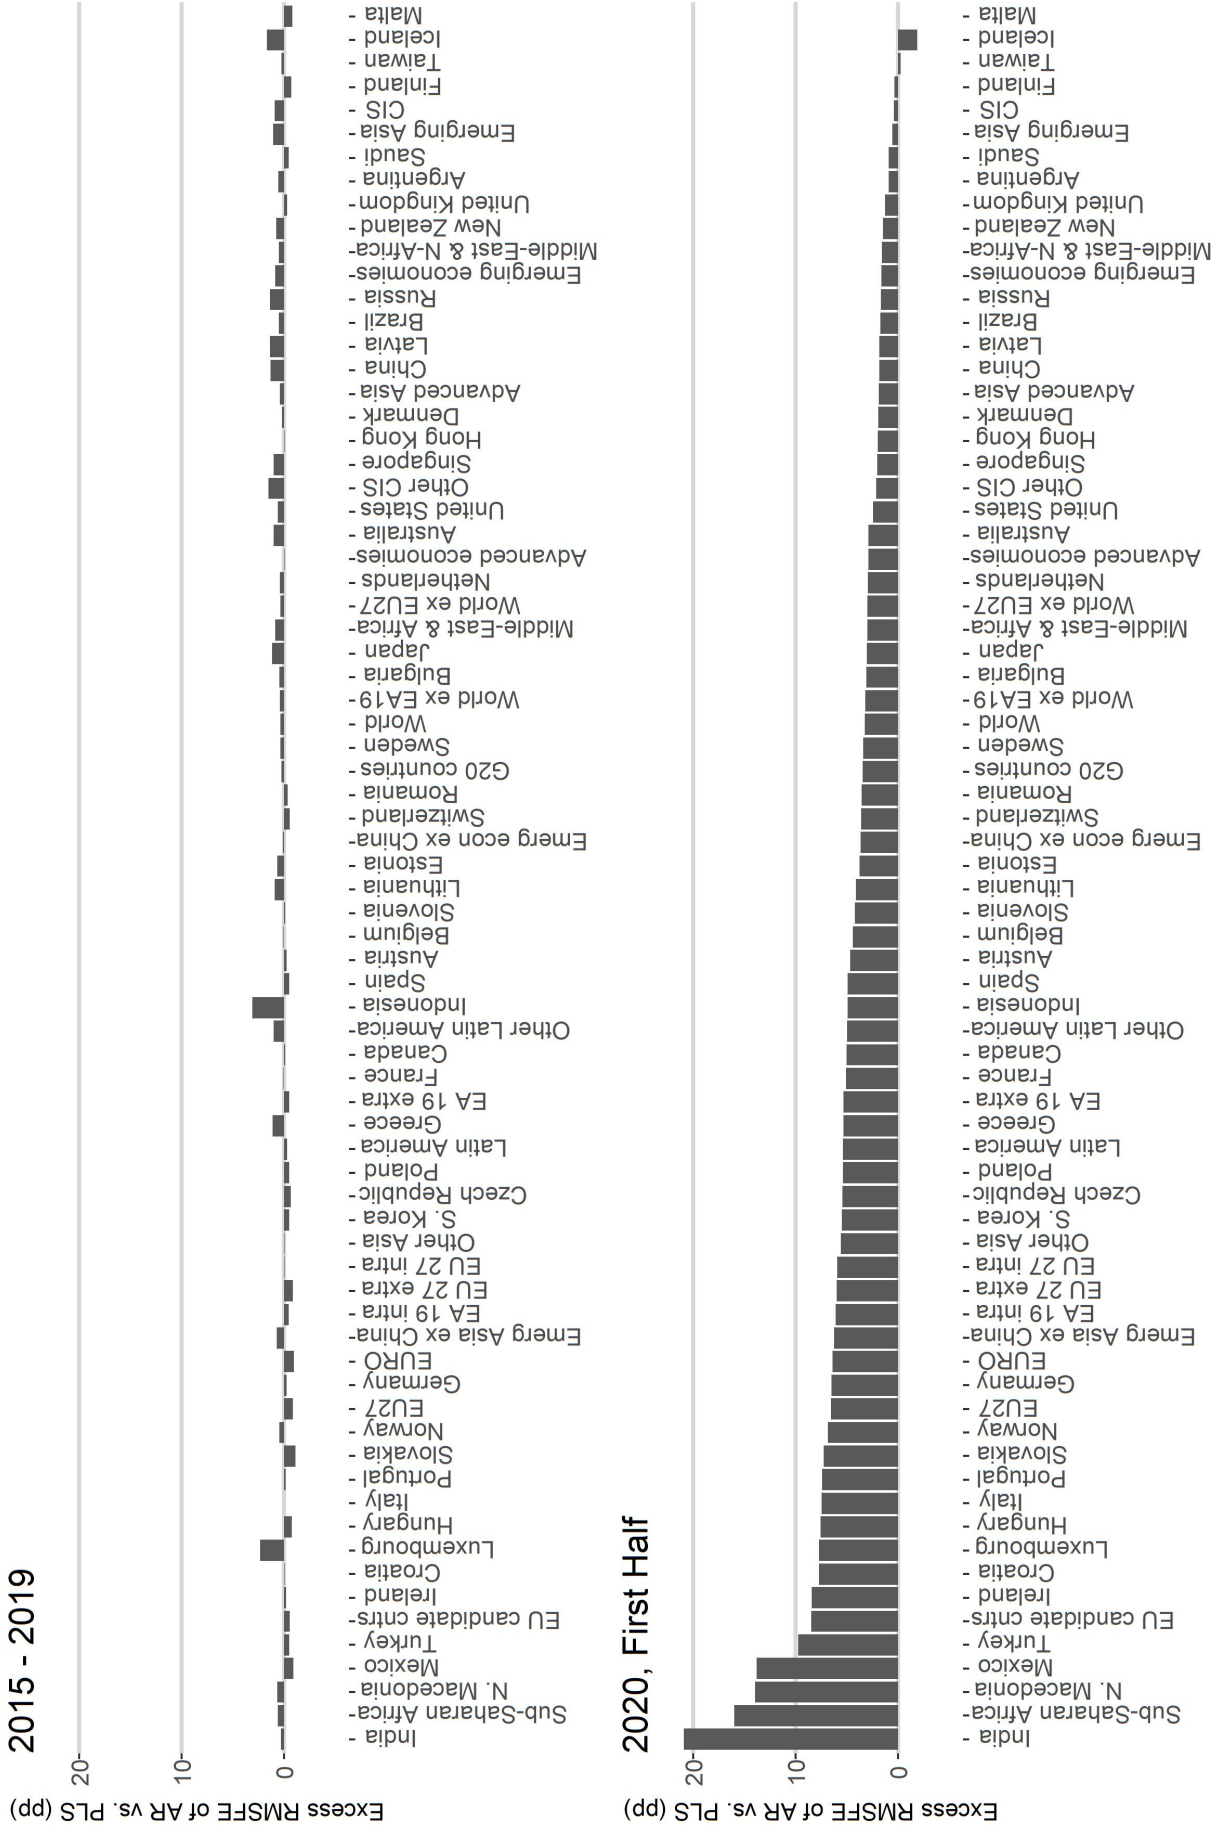 2015 - 2019
Excess RMSFE of AR vs. PLS (pp)
20
10
0
India
Sub-Saharan Africa
N. Macedonia
Mexico
Turkey
EU candidate cntrs
Ireland
Croatia
Luxembourg
Hungary
Italy
Portugal
Slovakia
Norway
EU27
Germany
EURO
Emerg Asia ex China
EA 19 intra
EU 27 extra
EU 27 intra
Other Asia
S. Korea
Czech Republic
Poland
Latin America
Greece
EA 19 extra
France
Canada
Other Latin America
Indonesia
Spain
Austria
Belgium
Slovenia
Lithuania
Estonia
Emerg econ ex China
Switzerland
Romania
G20 countries
Sweden
World
World ex EA19
Bulgaria
Japan
Middle-East & Africa
World ex EU27
Netherlands
Advanced economies
Australia
United States
Other CIS
Singapore
Hong Kong
Denmark
Advanced Asia
China
Latvia
Brazil
Russia
Emerging economies
Middle-East & N-Africa
New Zealand
United Kingdom
Argentina
Saudi
Emerging Asia
CIS
Finland
Taiwan
Iceland
Malta
2020, First Half
Excess RMSFE of AR vs. PLS (pp)
20
10
0
India
Sub-Saharan Africa
N. Macedonia
Mexico
Turkey
EU candidate cntrs
Ireland
Croatia
Luxembourg
Hungary
Italy
Portugal
Slovakia
Norway
EU27
Germany
EURO
Emerg Asia ex China
EA 19 intra
EU 27 extra
EU 27 intra
Other Asia
S. Korea
Czech Republic
Poland
Latin America
Greece
EA 19 extra
France
Canada
Other Latin America
Indonesia
Spain
Austria
Belgium
Slovenia
Lithuania
Estonia
Emerg econ ex China
Switzerland
Romania
G20 countries
Sweden
World
World ex EA19
Bulgaria
Japan
Middle-East & Africa
World ex EU27
Netherlands
Advanced economies
Australia
United States
Other CIS
Singapore
Hong Kong
Denmark
Advanced Asia
China
Latvia
Brazil
Russia
Emerging economies
Middle-East & N-Africa
New Zealand
United Kingdom
Argentina
Saudi
Emerging Asia
CIS
Finland
Taiwan
Iceland
Malta